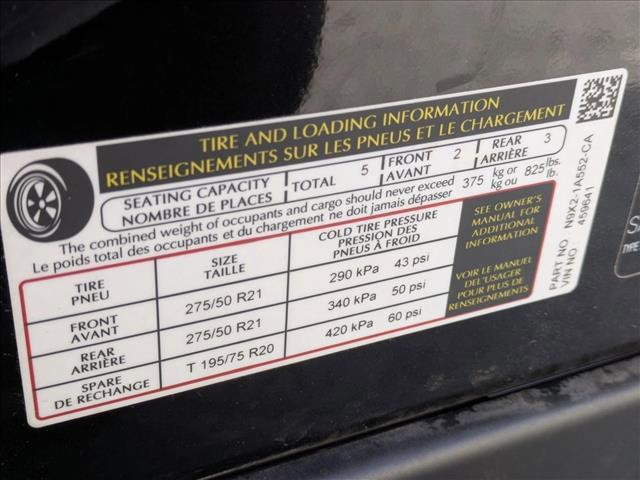 TIRE AND LOADING INFORMATION
RENSEIGNEMENTS SUR LES PNEUS ET LE CHARGEMENT
SEATING CAPACITY
NOMBRE DE PLACES
TOTAL 5
FRONT
AVANT 2
REAR
ARRIÈRE 3
The combined weight of occupants and cargo should never exceed 375 kg or 825 lbs.
Le poids total des occupants et du chargement ne doit jamais dépasser kg ou lb.
TIRE
PNEU
SIZE
TAILLE
COLD TIRE PRESSURE
PRESSION DES
PNEUS À FROID
FRONT
AVANT
275/50 R21
290 kPa 43 psi
REAR
ARRIÈRE
275/50 R21
340 kPa 50 psi
SPARE
DE RECHANGE
T 195/75 R20
420 kPa 60 psi
SEE OWNER'S
MANUAL FOR
ADDITIONAL
INFORMATION
VOIR LE MANUEL
DE L'USAGER
POUR PLUS DE
RENSEIGNEMENTS
PART NO N9X2-1A552-CA
VIN NO 459641